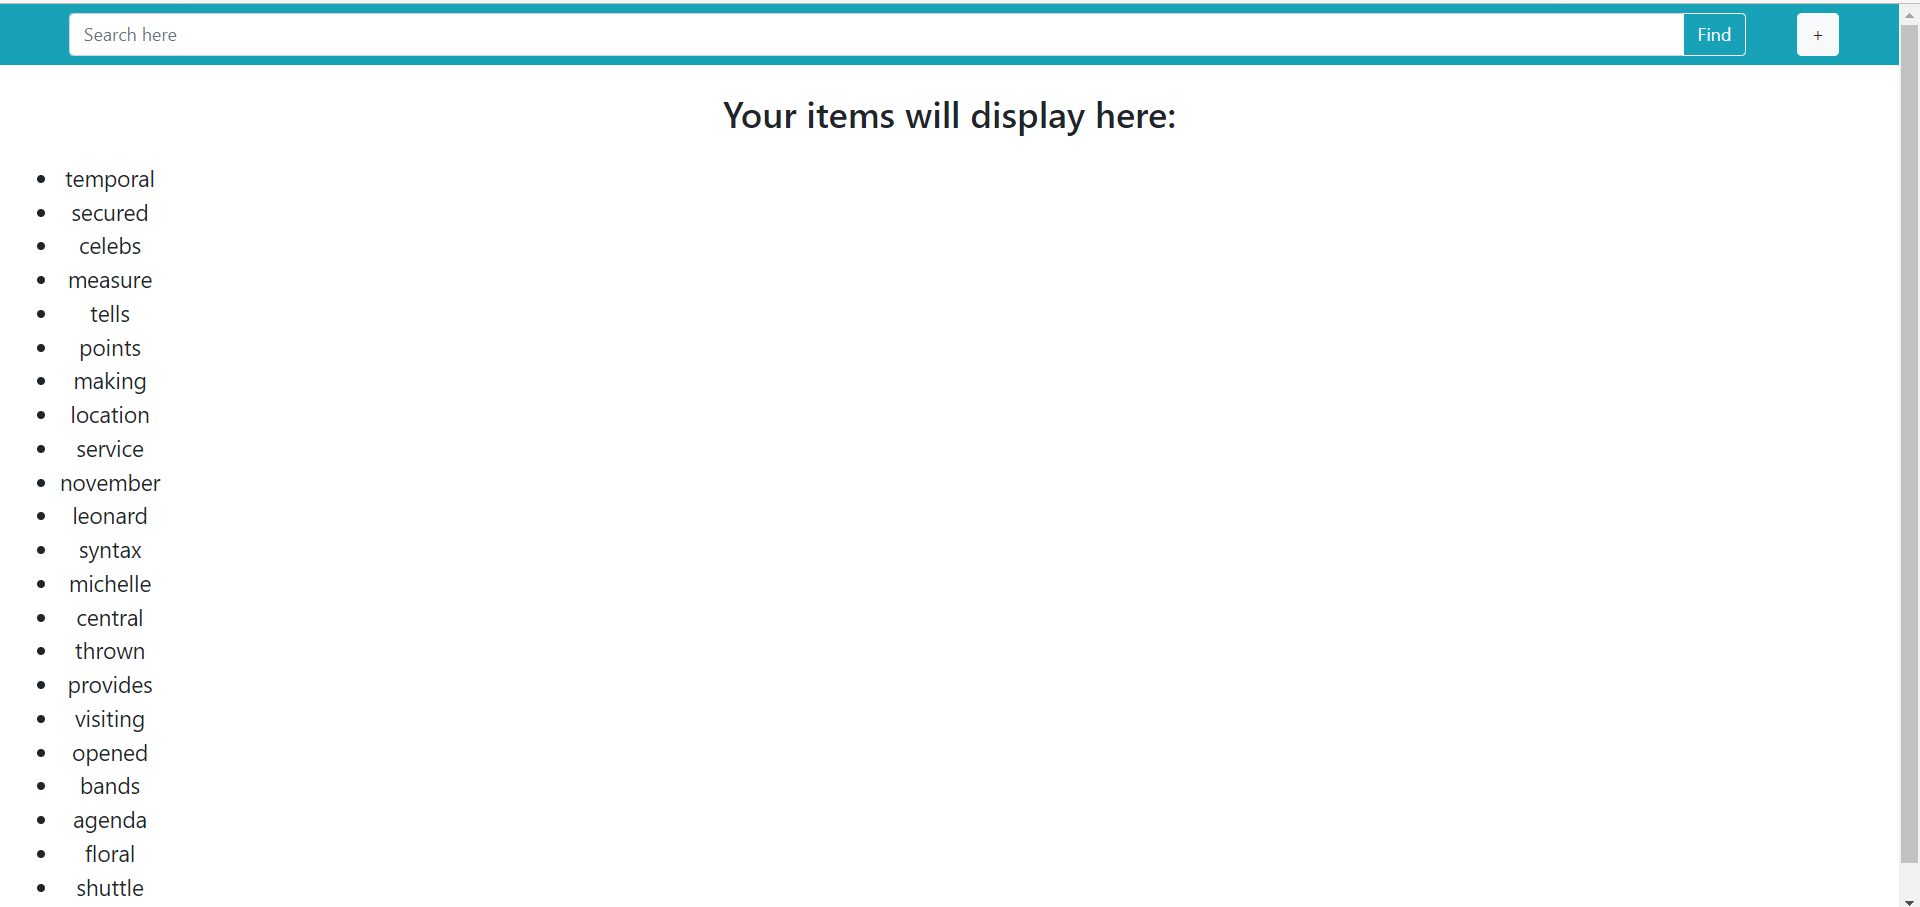 Search here
Find
+
Your items will display here:
temporal
secured
celebs
measure
tells
points
making
location
service
november
leonard
syntax
michelle
central
thrown
provides
visiting
opened
bands
agenda
floral
shuttle